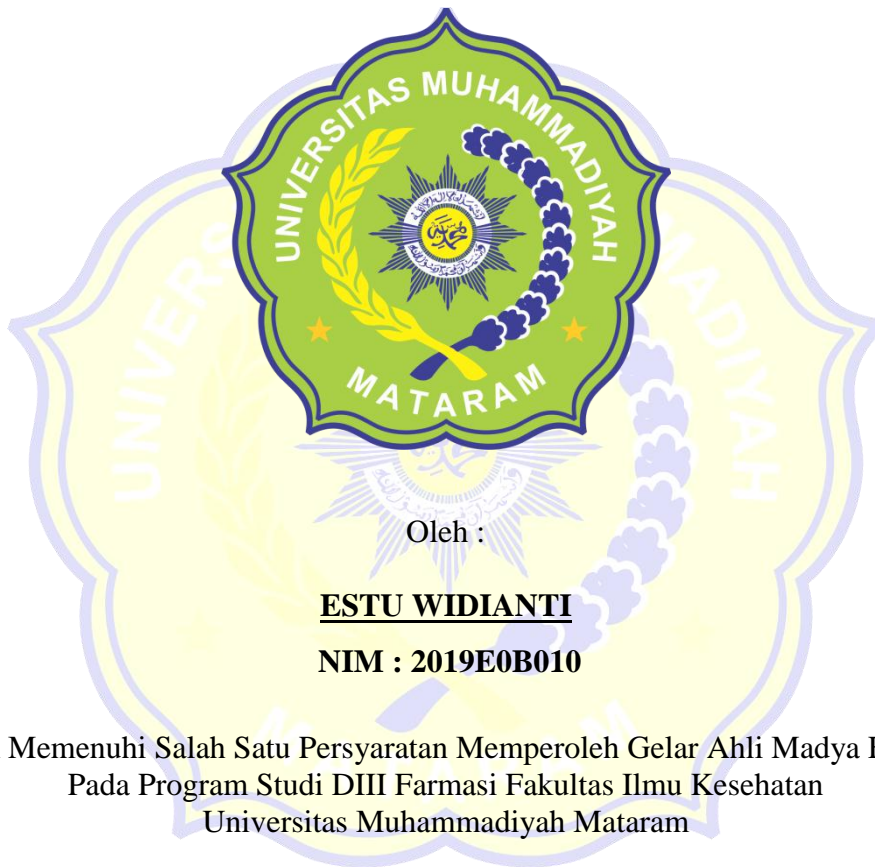 UNIVERSITAS MUHAMMADIYAH
MATARAM
Oleh :
ESTU WIDIANTI
NIM : 2019E0B010
Memenuhi Salah Satu Persyaratan Memperoleh Gelar Ahli Madya
Pada Program Studi DIII Farmasi Fakultas Ilmu Kesehatan
Universitas Muhammadiyah Mataram